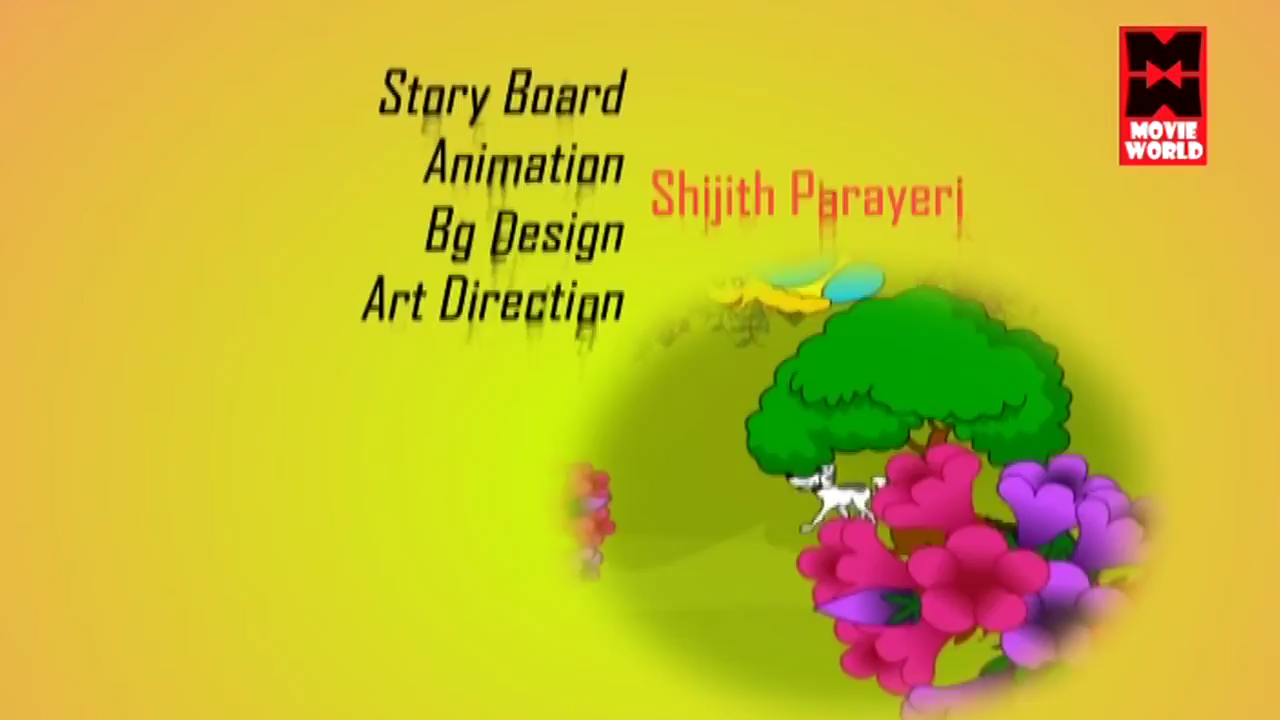 Story Board
Animation
Shijith Parayeri
Bg Design
Art Direction
MOVIE
WORLD